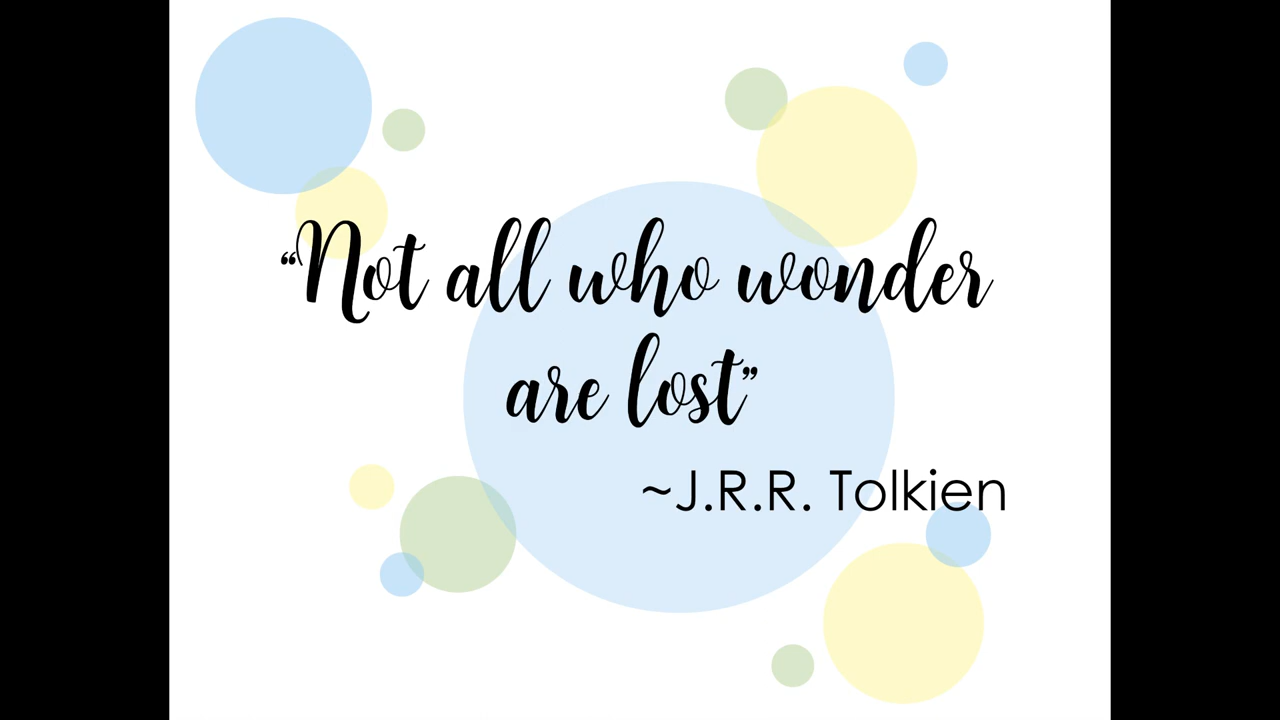 “Not all who wonder
are lost”
~J.R.R. Tolkien